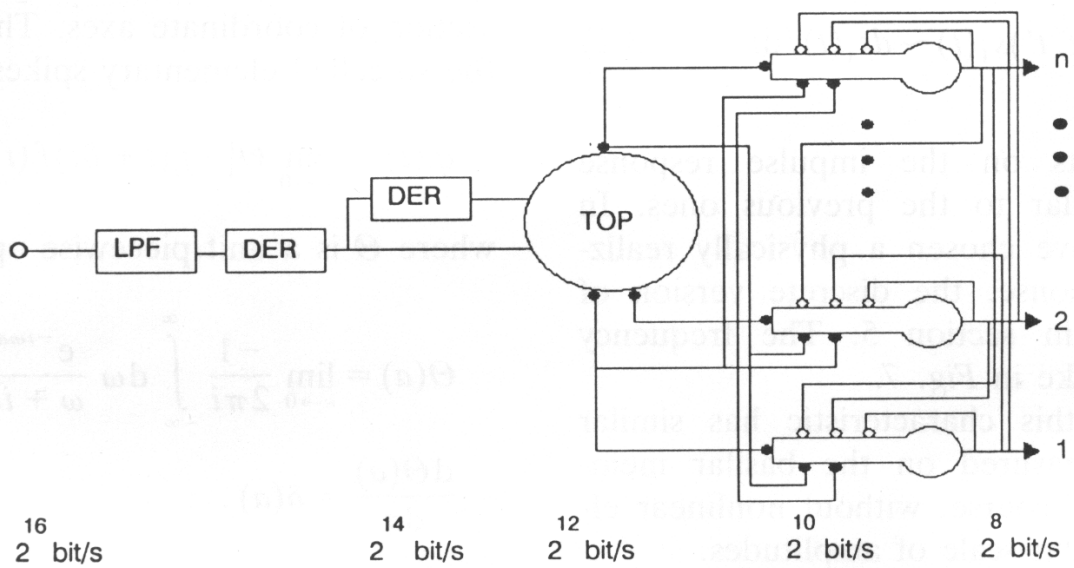 n
DER
TOP
LPF
DER
2
1
16 14 12 10 8
2 bit/s 2 bit/s 2 bit/s 2 bit/s 2 bit/s